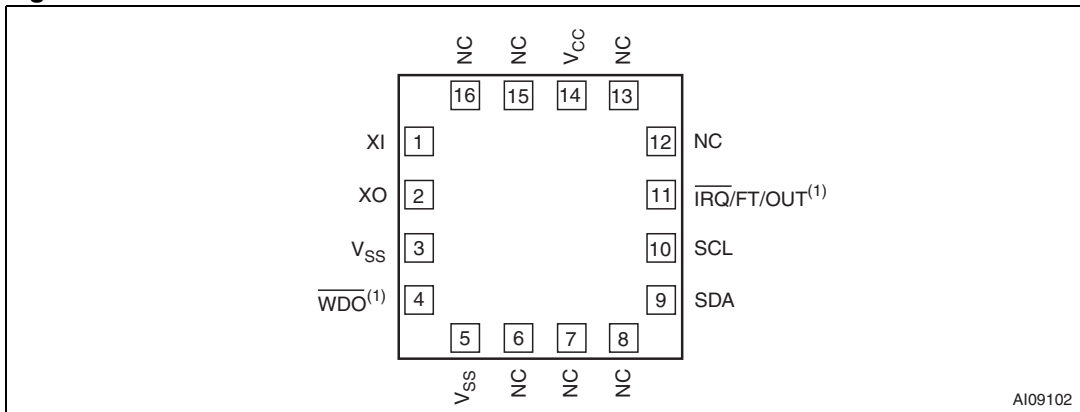 NC NC VCC NC
16 15 14 13
XI 1 12 NC
XO 2 11 IRQ/FT/OUT(1)
VSS 3 10 SCL
WDO(1) 4 9 SDA
5 6 7 8
VSS NC NC NC
AI09102